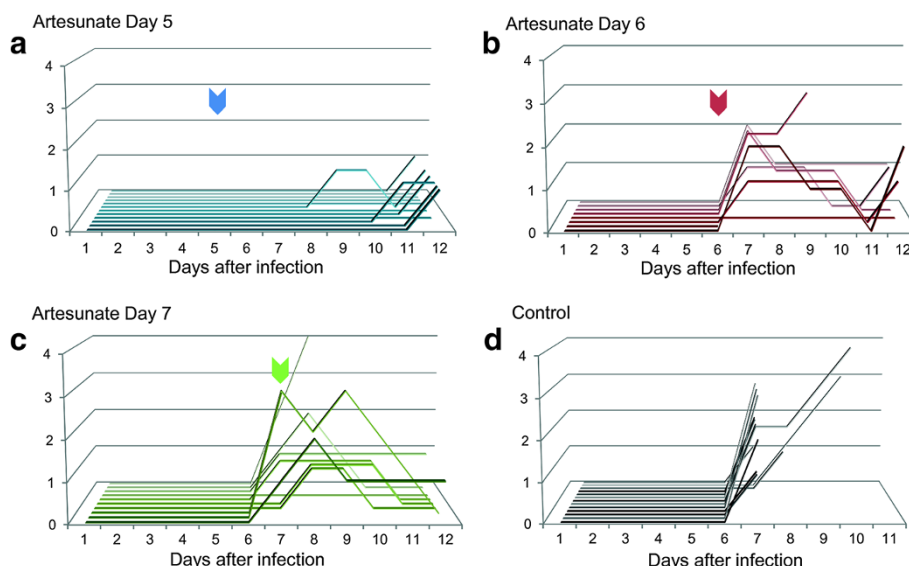 Artesunate Day 5
a
4
3
2
1
0
1 2 3 4 5 6 7 8 9 10 11 12
Days after infection
Artesunate Day 6
b
4
3
2
1
0
1 2 3 4 5 6 7 8 9 10 11 12
Days after infection
Artesunate Day 7
c
4
3
2
1
0
1 2 3 4 5 6 7 8 9 10 11 12
Days after infection
Control
d
4
3
2
1
0
1 2 3 4 5 6 7 8 9 10 11
Days after infection